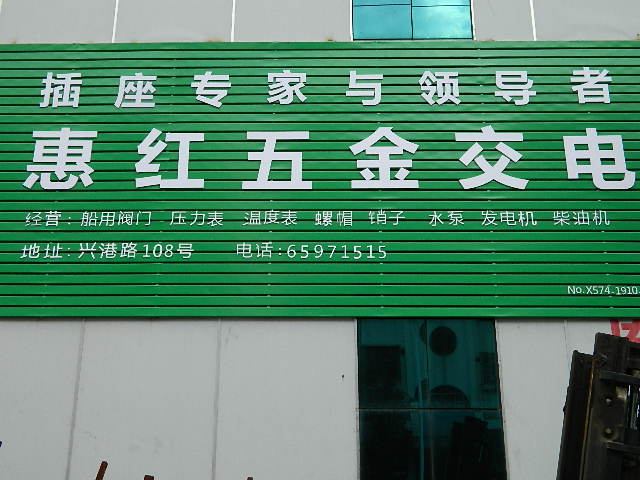 插座专家与领导者
惠红五金交电
经营：船用阀门 压力表 温度表 螺帽 销子 水泵 发电机 柴油机
地址：兴港路108号 电话：65971515
No.X574-1910-